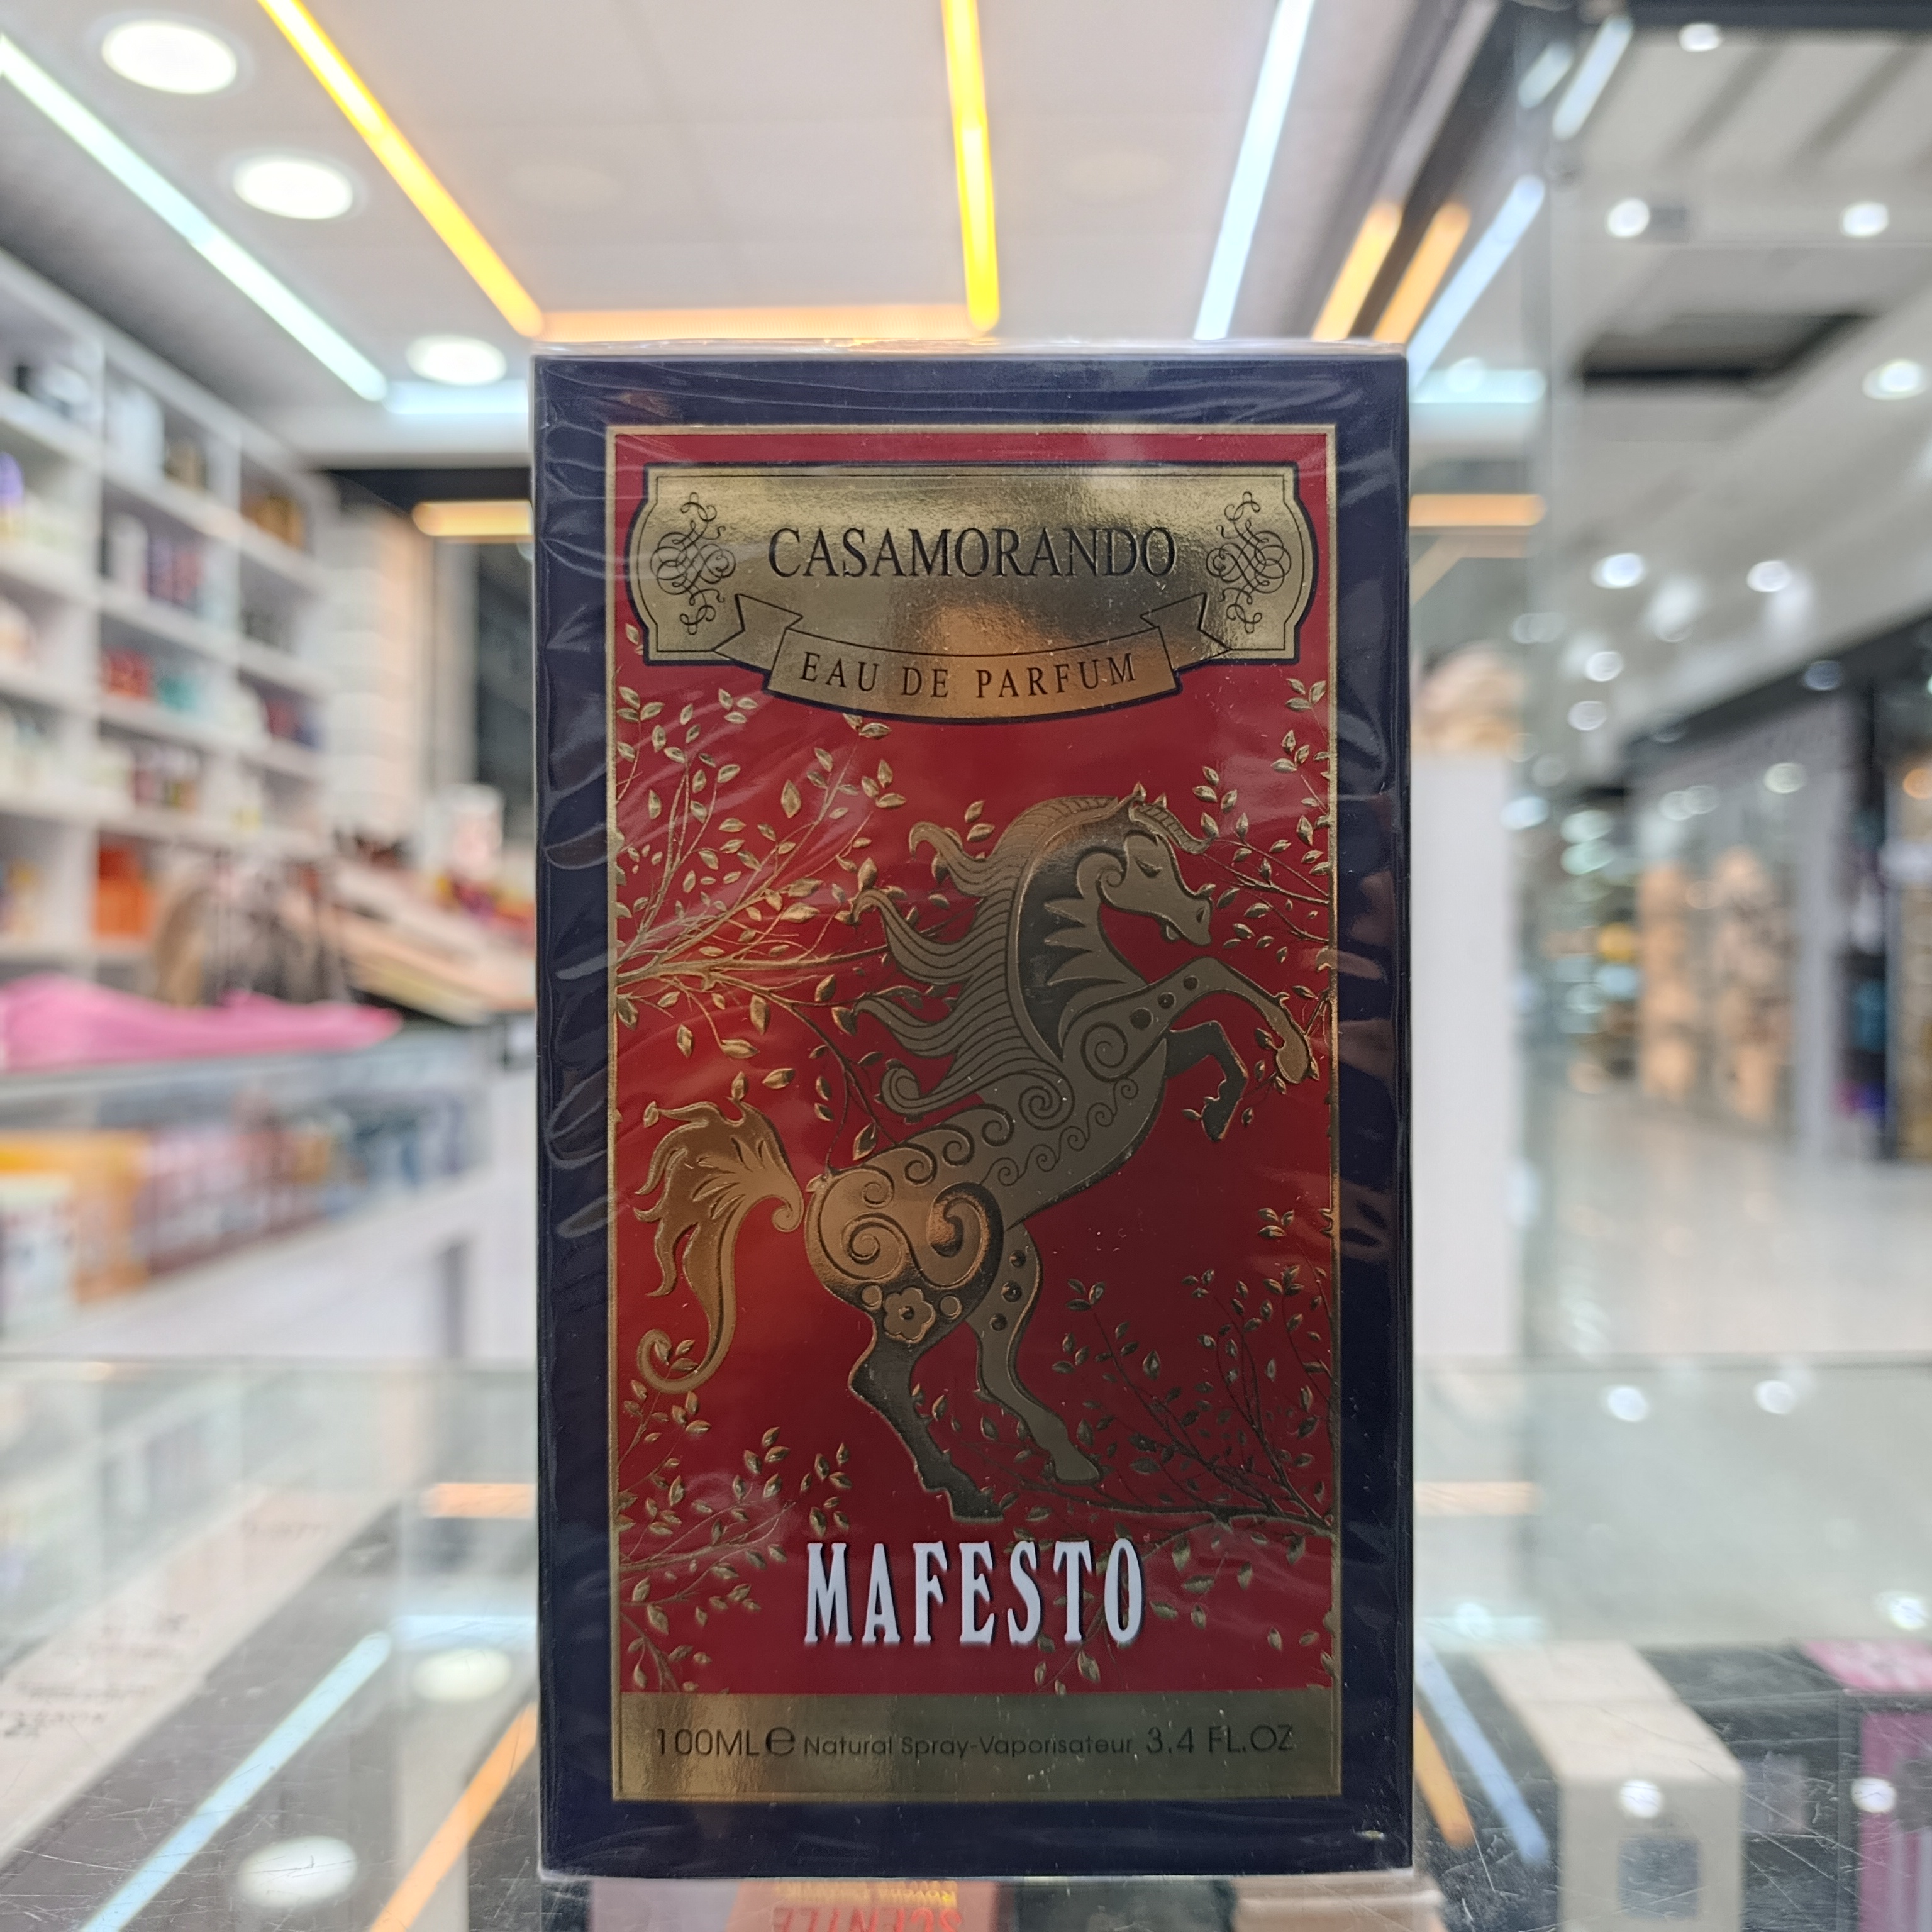 CASAMORANDO
EAU DE PARFUM
MAFESTO
100ML ℮ Natural Spray-Vaporisateur 3.4 FL.OZ